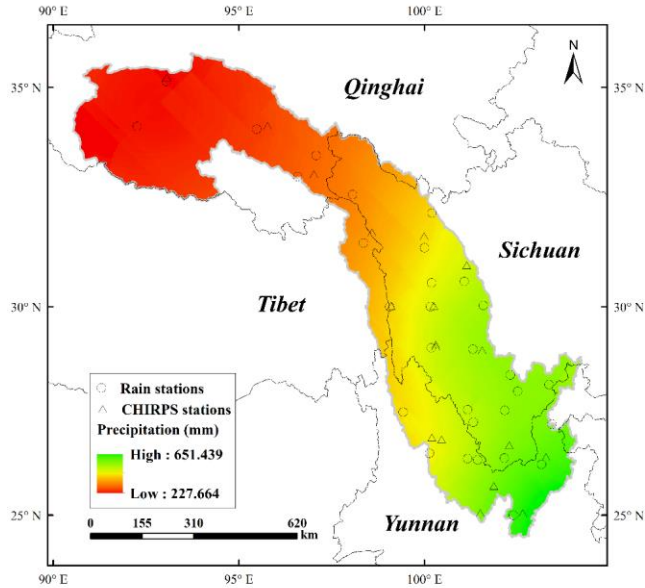 90° E 95° E 100° E
N
35° N 35° N
Qinghai
Sichuan
30° N 30° N
Tibet
Rain stations
CHIRPS stations
Precipitation (mm)
High : 651.439
Low : 227.664
0 155 310 620
km
25° N 25° N
Yunnan
90° E 95° E 100° E